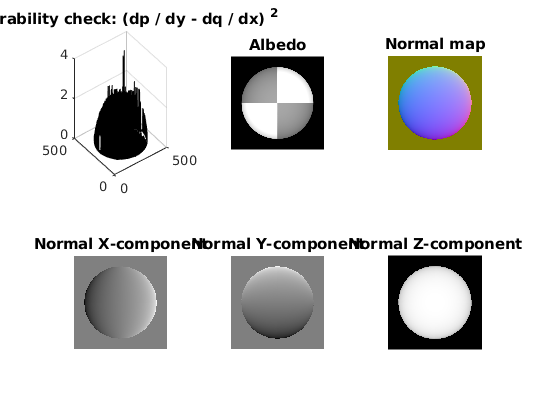 rability check: (dp / dy - dq / dx) 2
Albedo
Normal map
4
2
0
500
0
0
500
Normal X-component
Normal Y-component
Normal Z-component